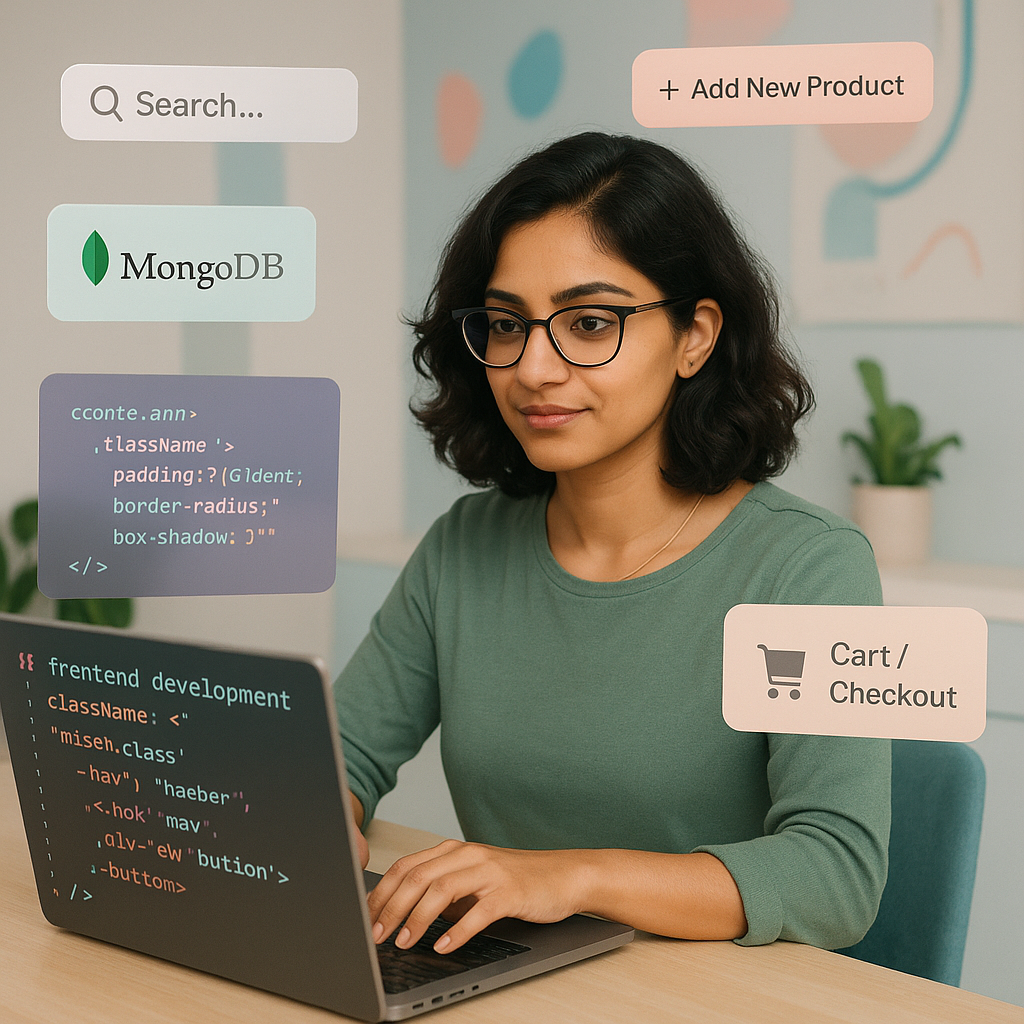 Search...
+ Add New Product
MongoDB
cconte.ann>
,tlassName '>
padding:?(Gldent;
border-radius;"
box-shadow: )""
</>
frentend development
className: <"
"miseh.class'
-hav") "haeber",
"<.hok' "mav".
,alv-"eW "bution'>
-buttom>
/>
Cart /
Checkout